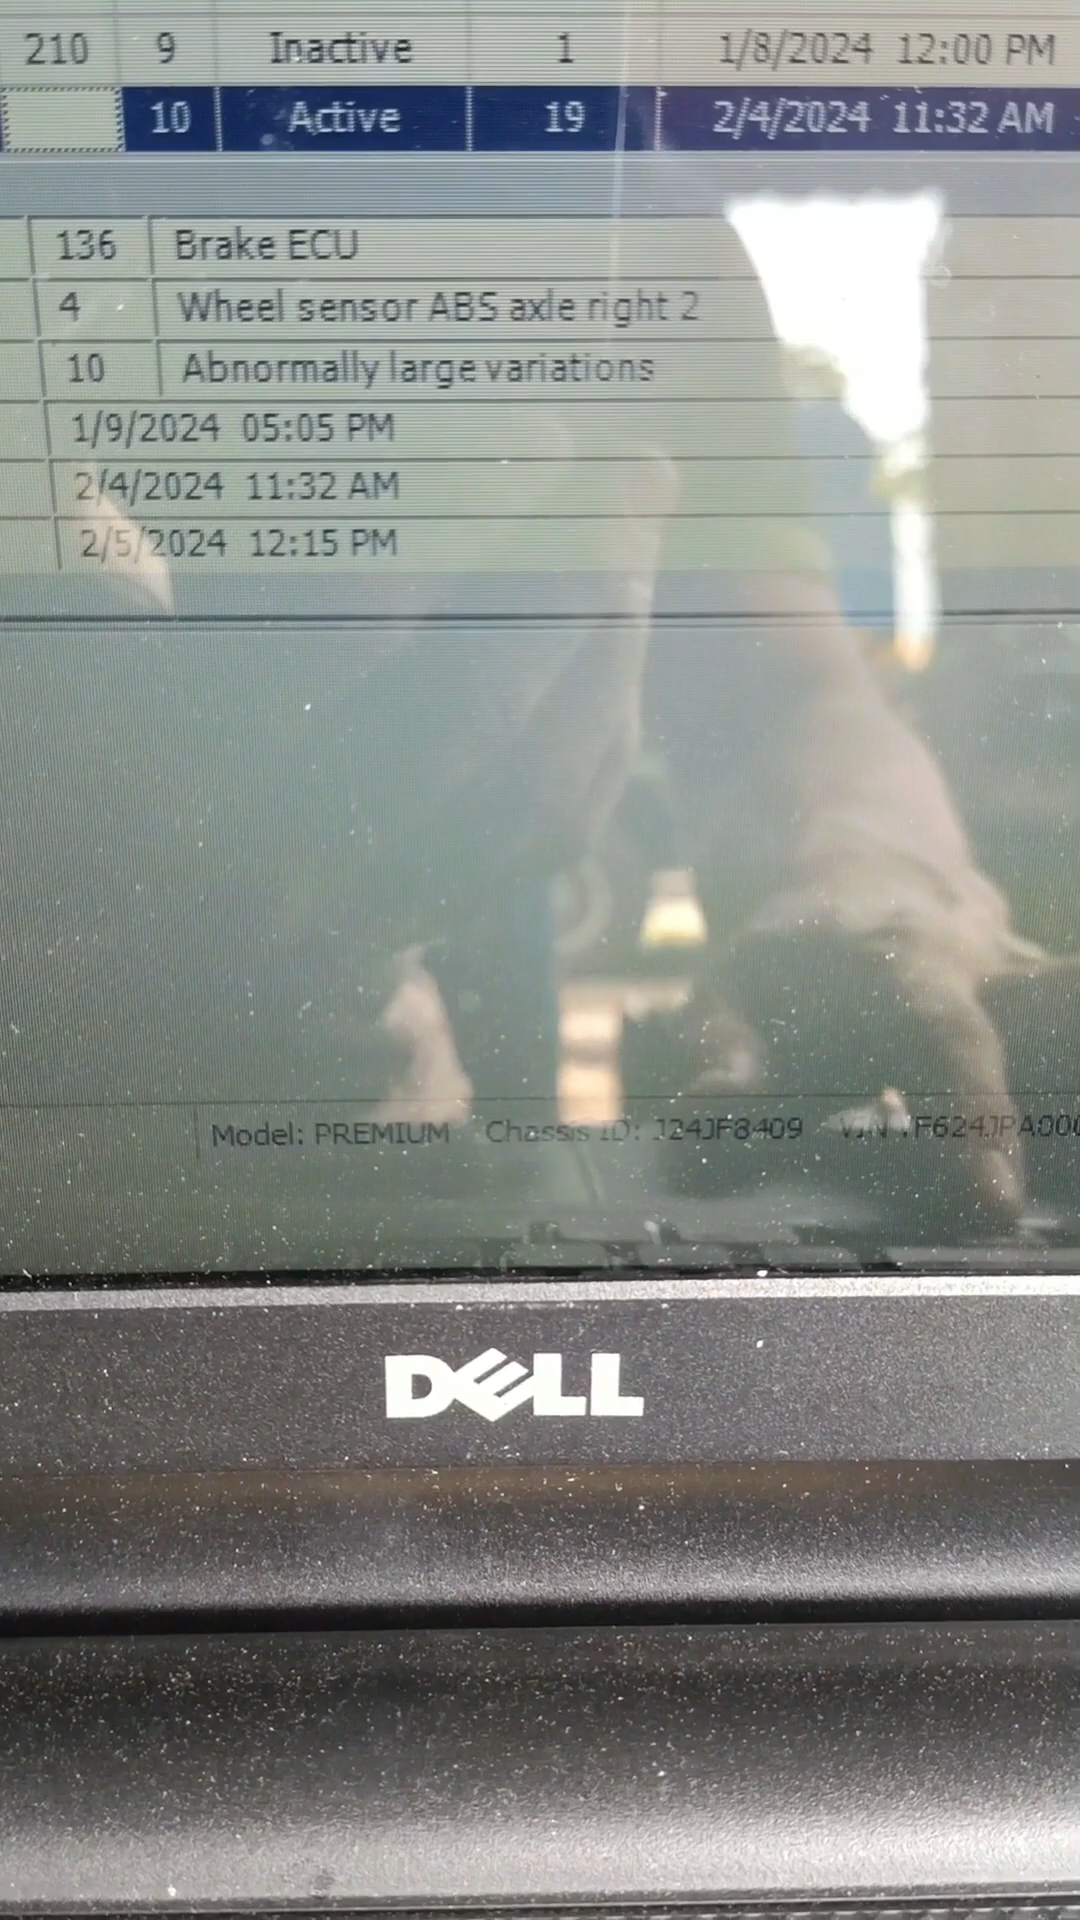 210 9 Inactive 1 1/8/2024 12:00 PM
10 Active 19 2/4/2024 11:32 AM
136 Brake ECU
4 Wheel sensor ABS axle right 2
10 Abnormally large variations
1/9/2024 05:05 PM
2/4/2024 11:32 AM
2/5/2024 12:15 PM
Model: PREMIUM Chassis ID: J24JF8409 VIN
DELL